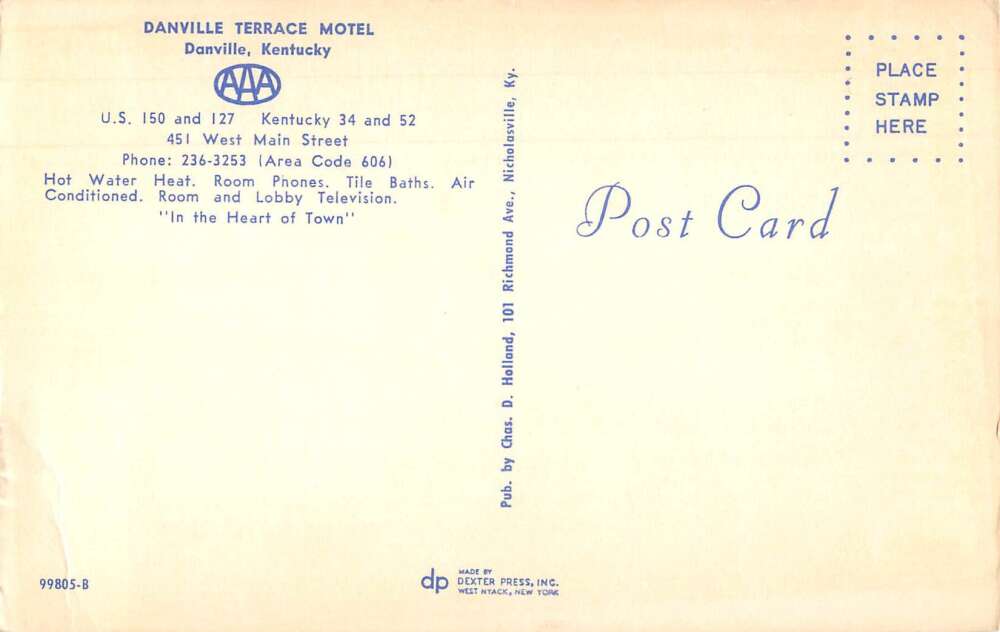 DANVILLE TERRACE MOTEL
Danville, Kentucky
AAA
U.S. 150 and 127 Kentucky 34 and 52
451 West Main Street
Phone: 236-3253 (Area Code 606)
Hot Water Heat. Room Phones. Tile Baths. Air
Conditioned. Room and Lobby Television.
"In the Heart of Town"
Pub. by Chas. D. Holland, 101 Richmond Ave., Nicholasville, Ky.
PLACE
STAMP
HERE
Post Card
99805-B
dp
MADE BY
DEXTER PRESS, INC.
WEST NYACK, NEW YORK